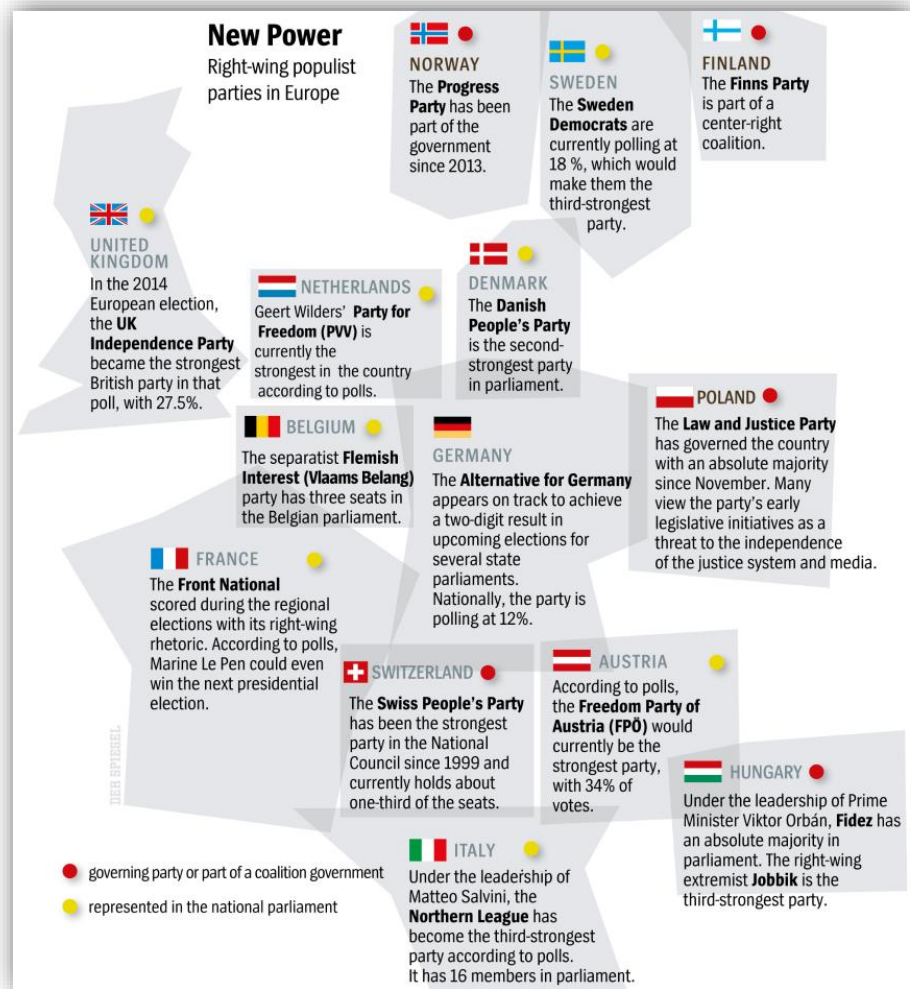 New Power
Right-wing populist
parties in Europe
NORWAY
The Progress
Party has been
part of the
government
since 2013.
SWEDEN
The Sweden
Democrats are
currently polling at
18 %, which would
make them the
third-strongest
party.
FINLAND
The Finns Party
is part of a
center-right
coalition.
UNITED
KINGDOM
In the 2014
European election,
the UK
Independence Party
became the strongest
British party in that
poll, with 27.5%.
NETHERLANDS
Geert Wilders' Party for
Freedom (PVV) is
currently the
strongest in the country
according to polls.
DENMARK
The Danish
People's Party
is the second-
strongest party
in parliament.
BELGIUM
The separatist Flemish
Interest (Vlaams Belang)
party has three seats in
the Belgian parliament.
GERMANY
The Alternative for Germany
appears on track to achieve
a two-digit result in
upcoming elections for
several state
parliaments.
Nationally, the party is
polling at 12%.
POLAND
The Law and Justice Party
has governed the country
with an absolute majority
since November. Many
view the party's early
legislative initiatives as a
threat to the independence
of the justice system and media.
FRANCE
The Front National
scored during the regional
elections with its right-wing
rhetoric. According to polls,
Marine Le Pen could even
win the next presidential
election.
SWITZERLAND
The Swiss People's Party
has been the strongest
party in the National
Council since 1999 and
currently holds about
one-third of the seats.
AUSTRIA
According to polls,
the Freedom Party of
Austria (FPÖ) would
currently be the
strongest party,
with 34% of
votes.
HUNGARY
Under the leadership of Prime
Minister Viktor Orbán, Fidez has
an absolute majority in
parliament. The right-wing
extremist Jobbik is the
third-strongest party.
ITALY
Under the leadership of
Matteo Salvini, the
Northern League has
become the third-strongest
party according to polls.
It has 16 members in parliament.
DER SPIEGEL
governing party or part of a coalition government
represented in the national parliament